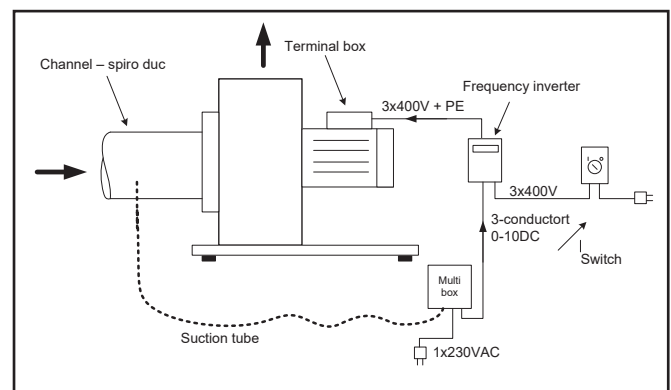 Terminal box
Channel – spiro duc
Frequency inverter
3x400V + PE
I
O
3x400V
3-conductort
0-10DC
Switch
Multi
box
Suction tube
1x230VAC